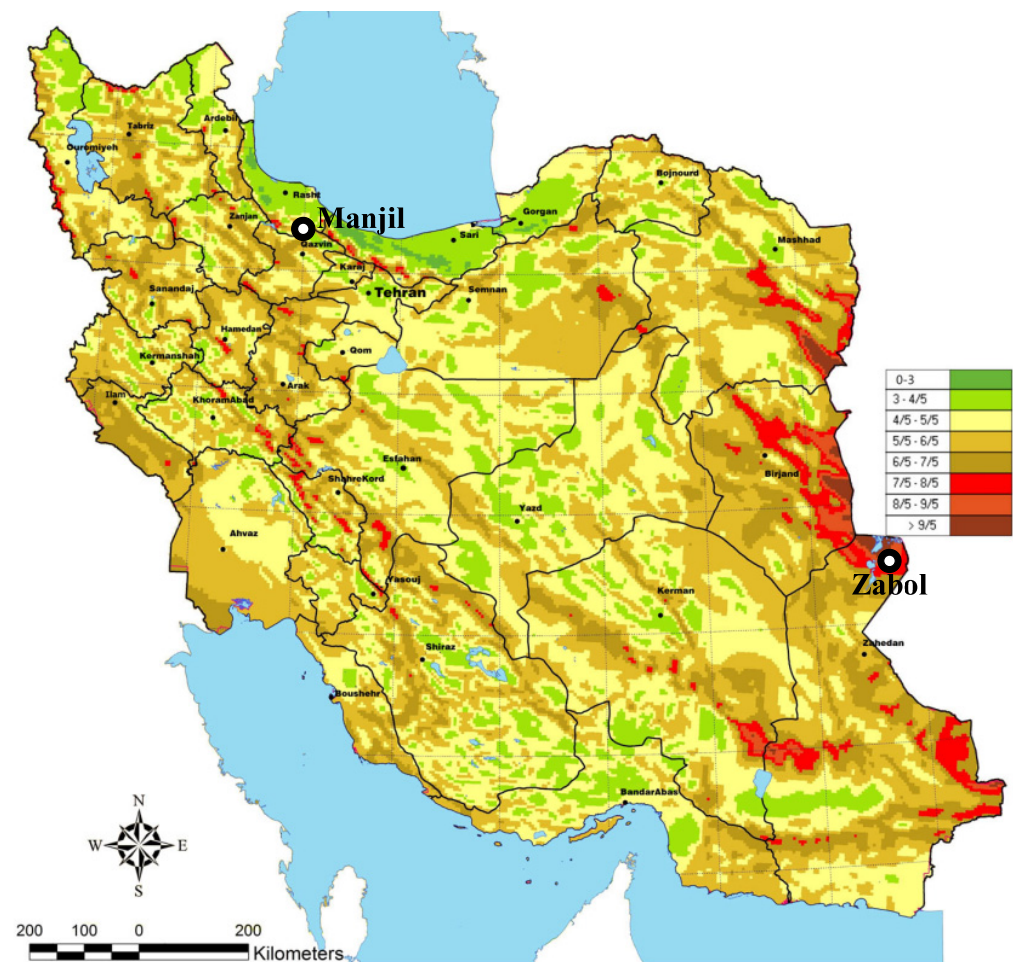 Ardebil
Tabriz
Ouromiyeh
Bojnourd
Rasht
Gorgan
Manjil
Zanjan
Sari
Mashhad
Qazvin
Karaj
Tehran
Semnan
Sanandaj
Hamedan
Kermanshah
Qom
Arak
Ilam
KhoramAbad
0-3
3 - 4/5
4/5 - 5/5
5/5 - 6/5
6/5 - 7/5
7/5 - 8/5
8/5 - 9/5
> 9/5
Esfahan
Birjand
ShahreKord
Yazd
Ahvaz
Zabol
Yasouj
Kerman
Shiraz
Zahedan
Boushehr
BandarAbas
N
W E
S
200 100 0 200
Kilometers